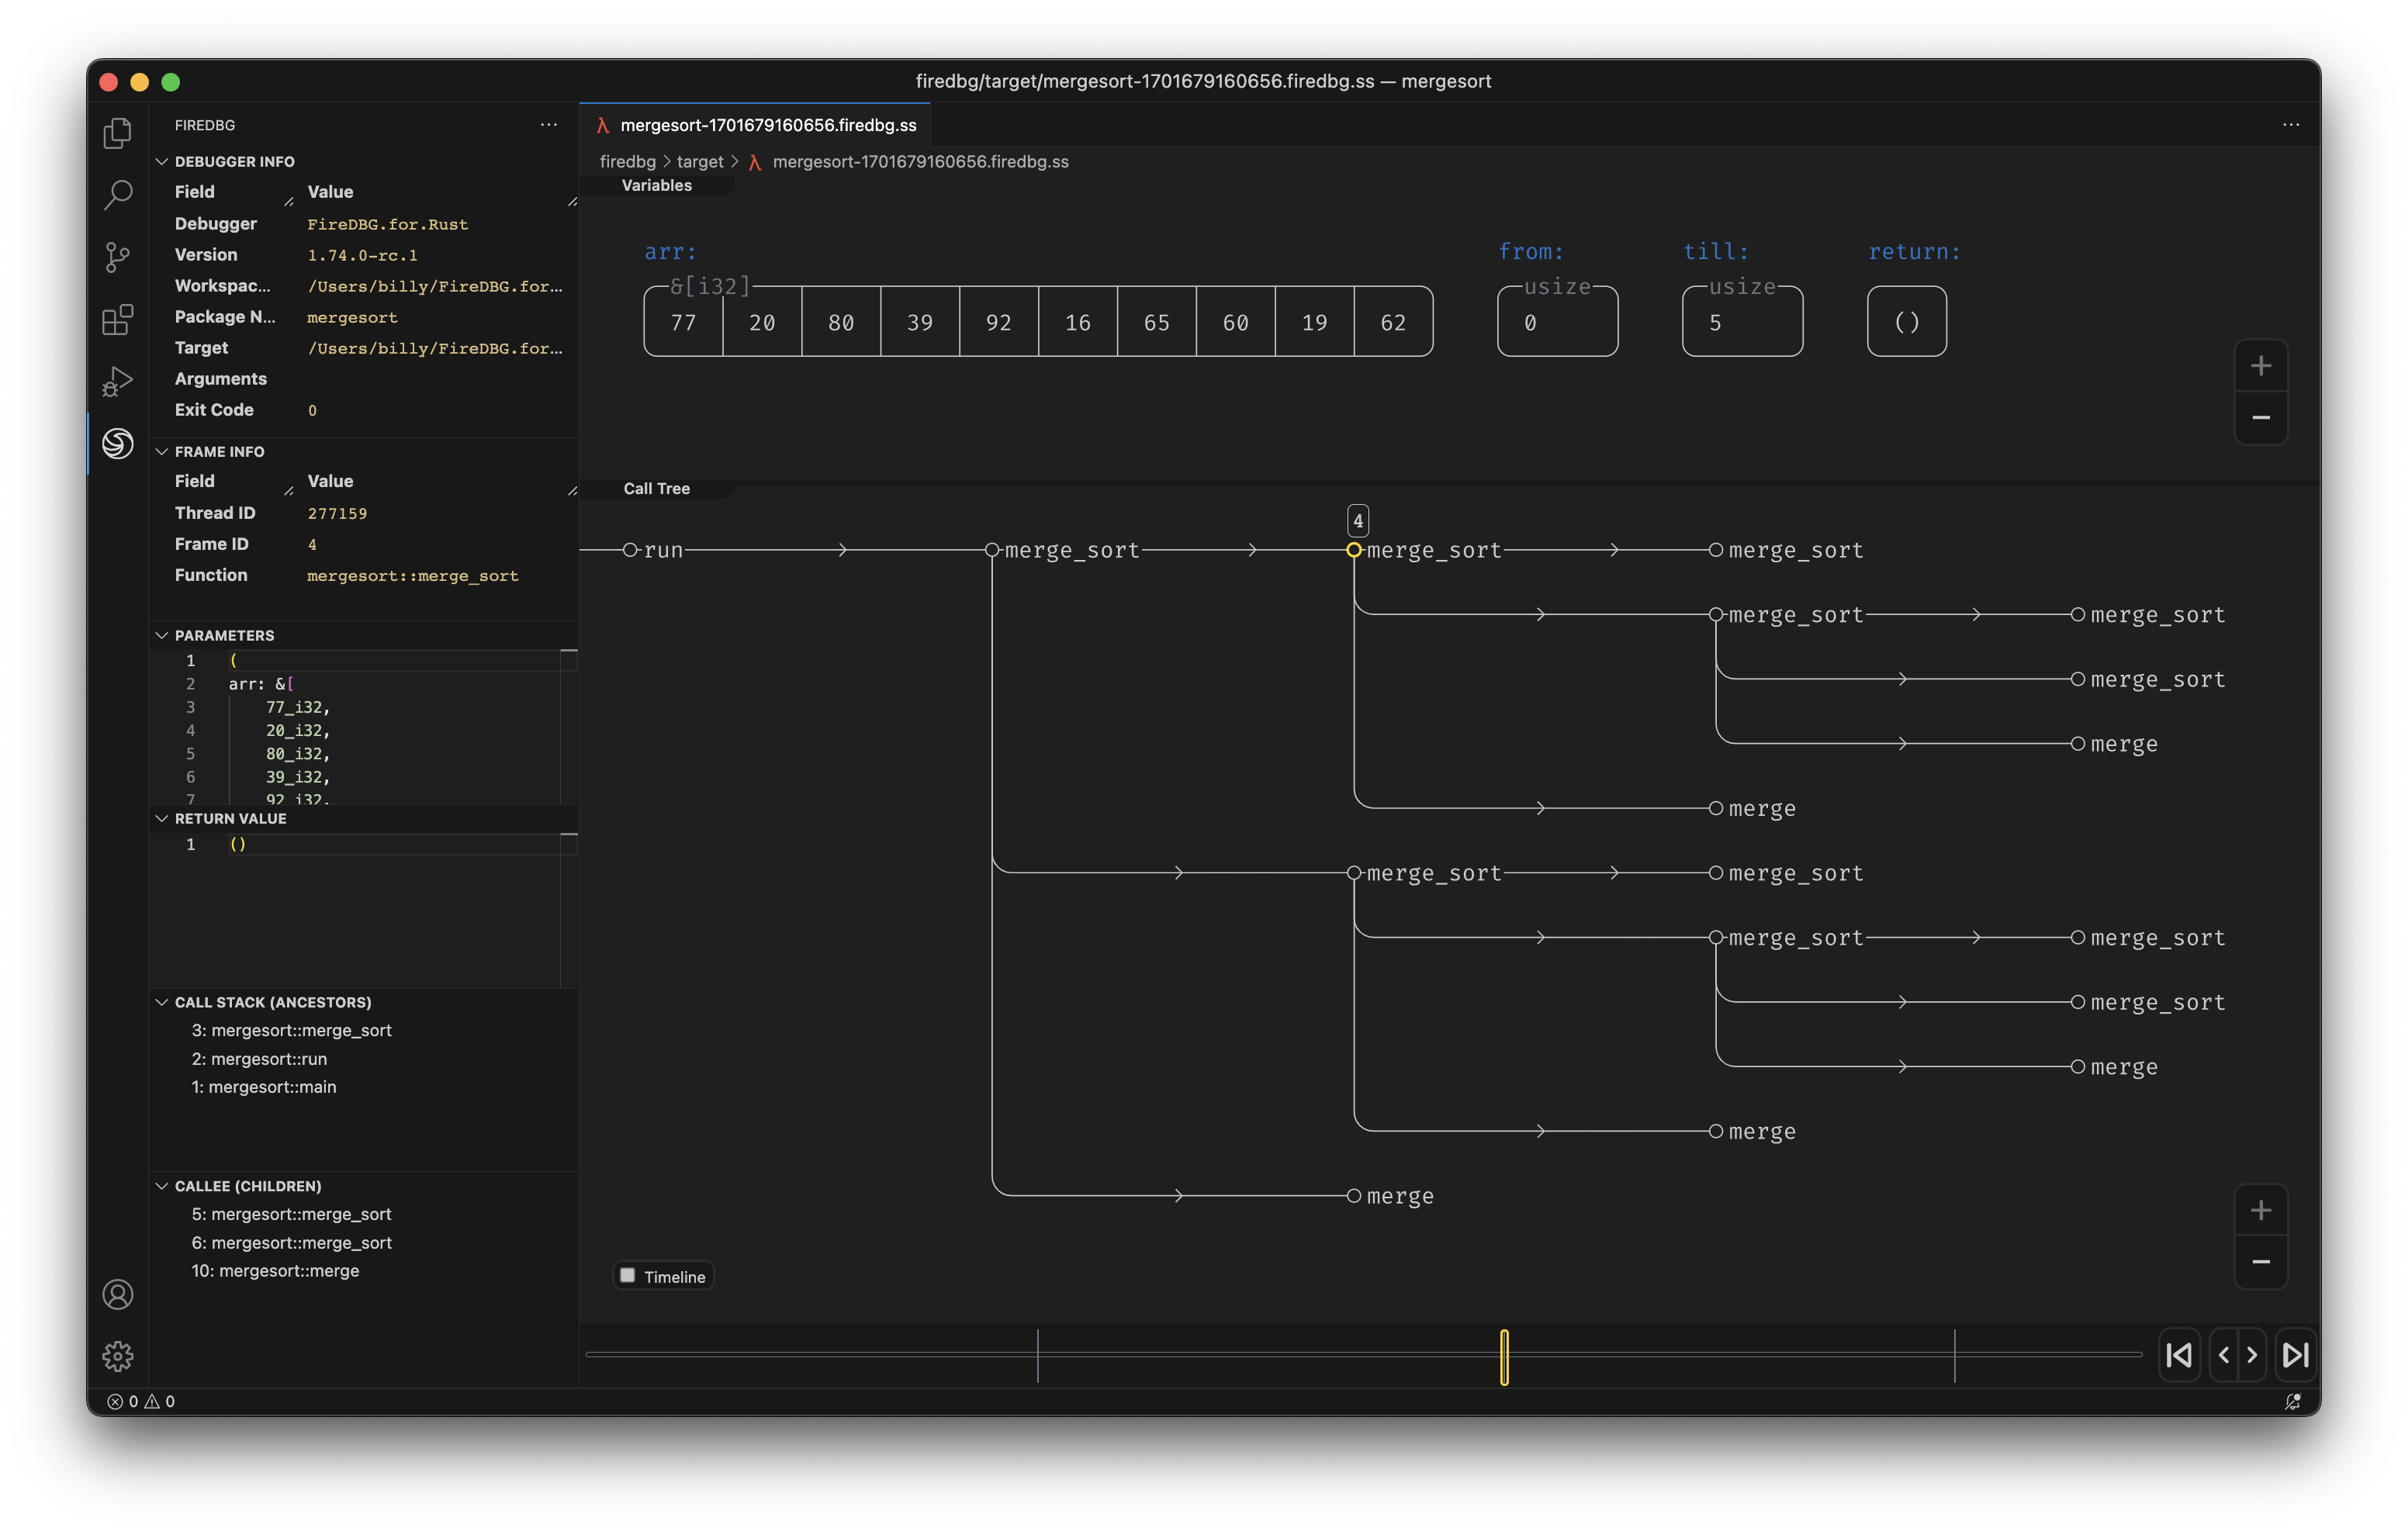 firedbg/target/mergesort-1701679160656.firedbg.ss — mergesort
FIREDBG
DEBUGGER INFO
Field Value
Debugger FireDBG.for.Rust
Version 1.74.0-rc.1
Workspac... /Users/billy/FireDBG.for...
Package N... mergesort
Target /Users/billy/FireDBG.for...
Arguments
Exit Code 0
FRAME INFO
Field Value
Thread ID 277159
Frame ID 4
Function mergesort::merge_sort
PARAMETERS
1 (
2 arr: &[
3 77_i32,
4 20_i32,
5 80_i32,
6 39_i32,
7 92_i32,
RETURN VALUE
1 ()
CALL STACK (ANCESTORS)
3: mergesort::merge_sort
2: mergesort::run
1: mergesort::main
CALLEE (CHILDREN)
5: mergesort::merge_sort
6: mergesort::merge_sort
10: mergesort::merge
λ mergesort-1701679160656.firedbg.ss
firedbg > target > λ mergesort-1701679160656.firedbg.ss
Variables
arr: from: till: return:
&[i32] usize usize
77 20 80 39 92 16 65 60 19 62 0 5 ()
+
−
Call Tree
4
run merge_sort merge_sort merge_sort
merge_sort merge_sort
merge_sort
merge
merge
merge_sort merge_sort
merge_sort merge_sort
merge_sort
merge
merge
merge
+
−
Timeline
0 0